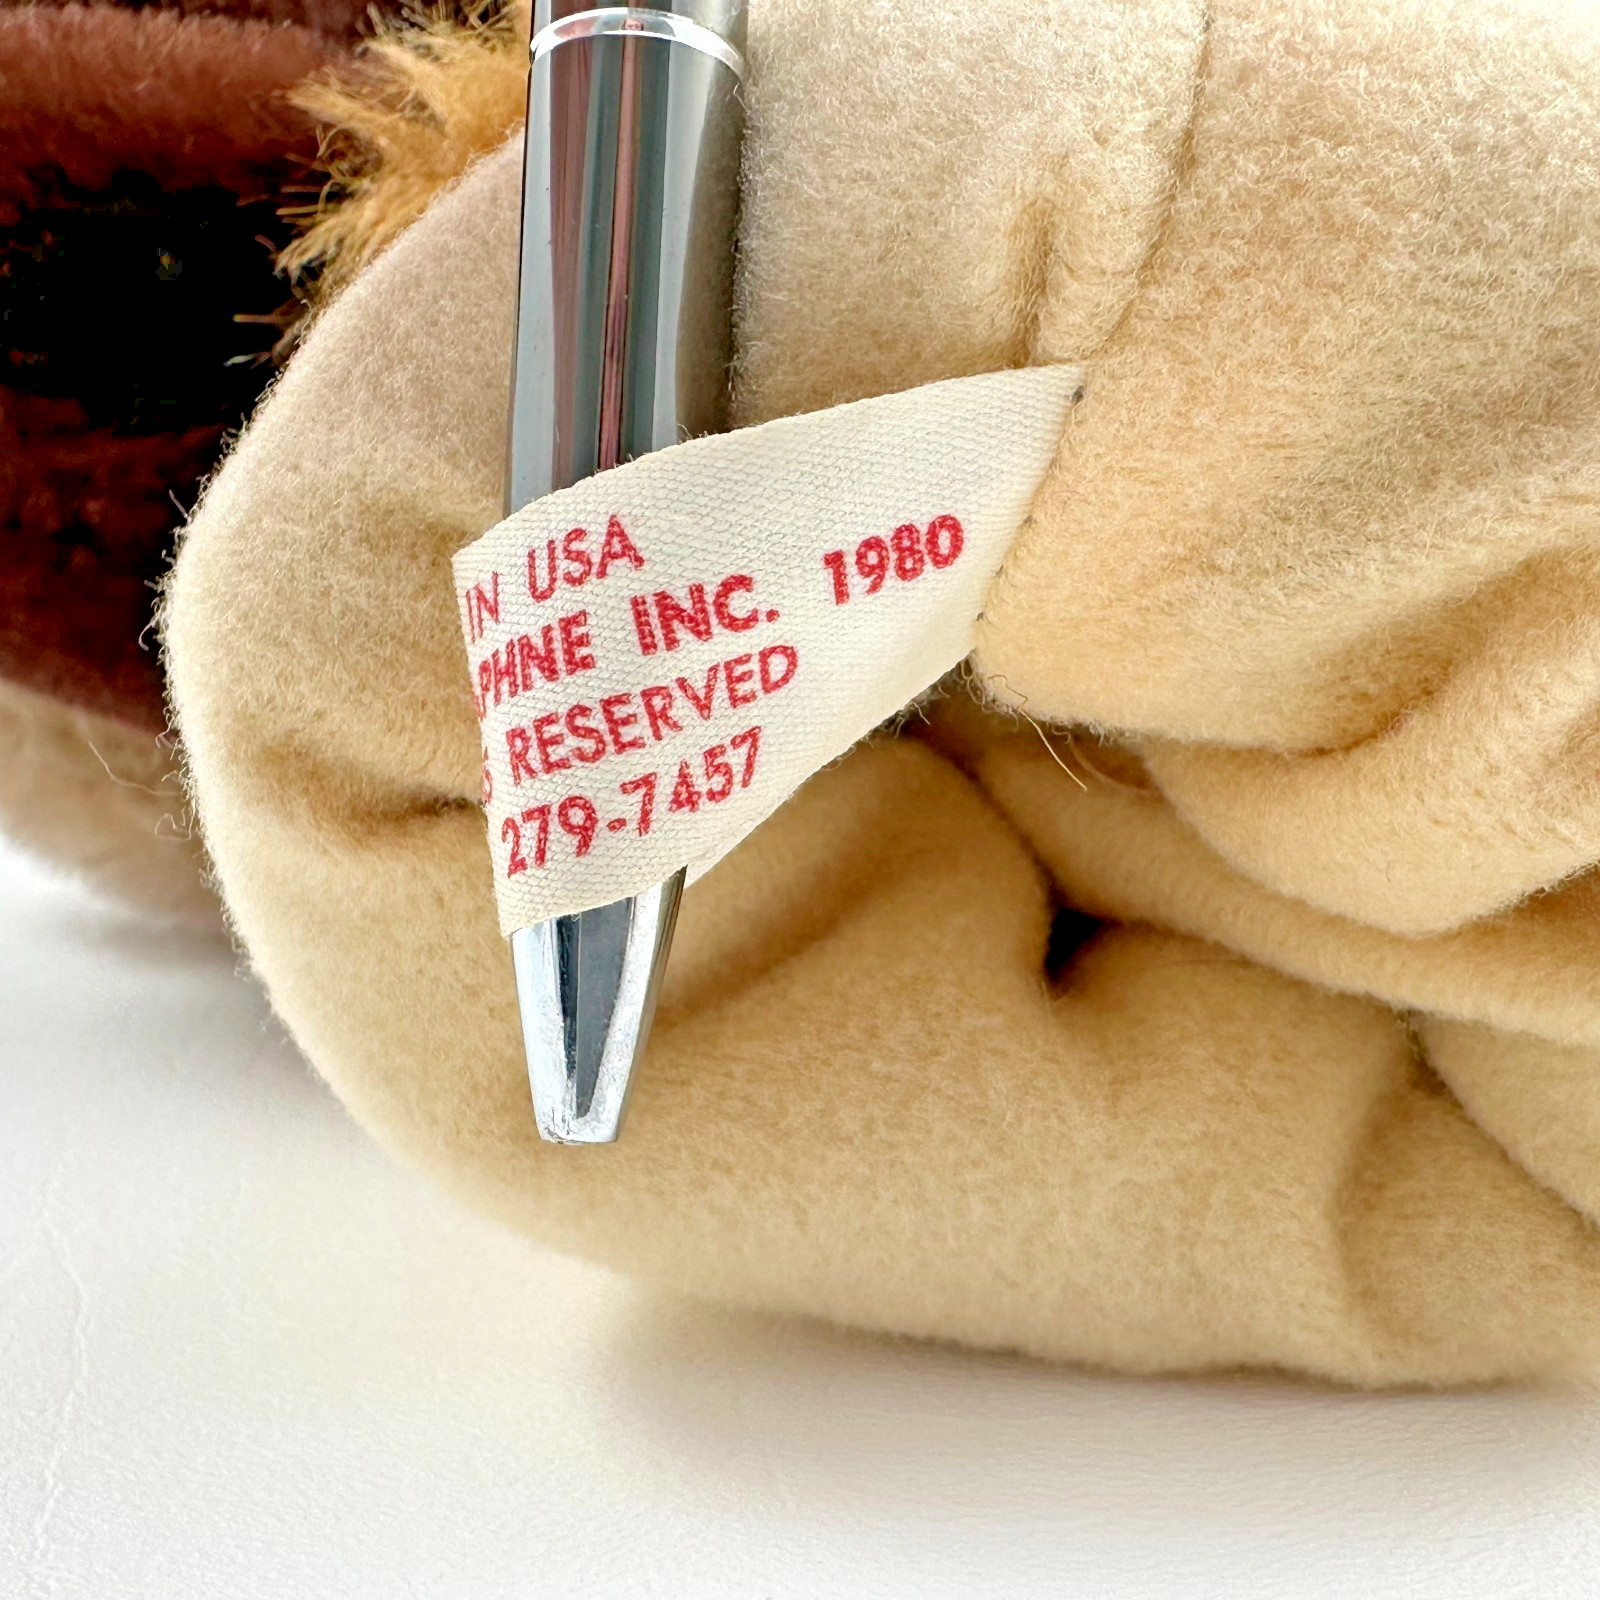 IN USA
PHNE INC. 1980
S RESERVED
279-7457